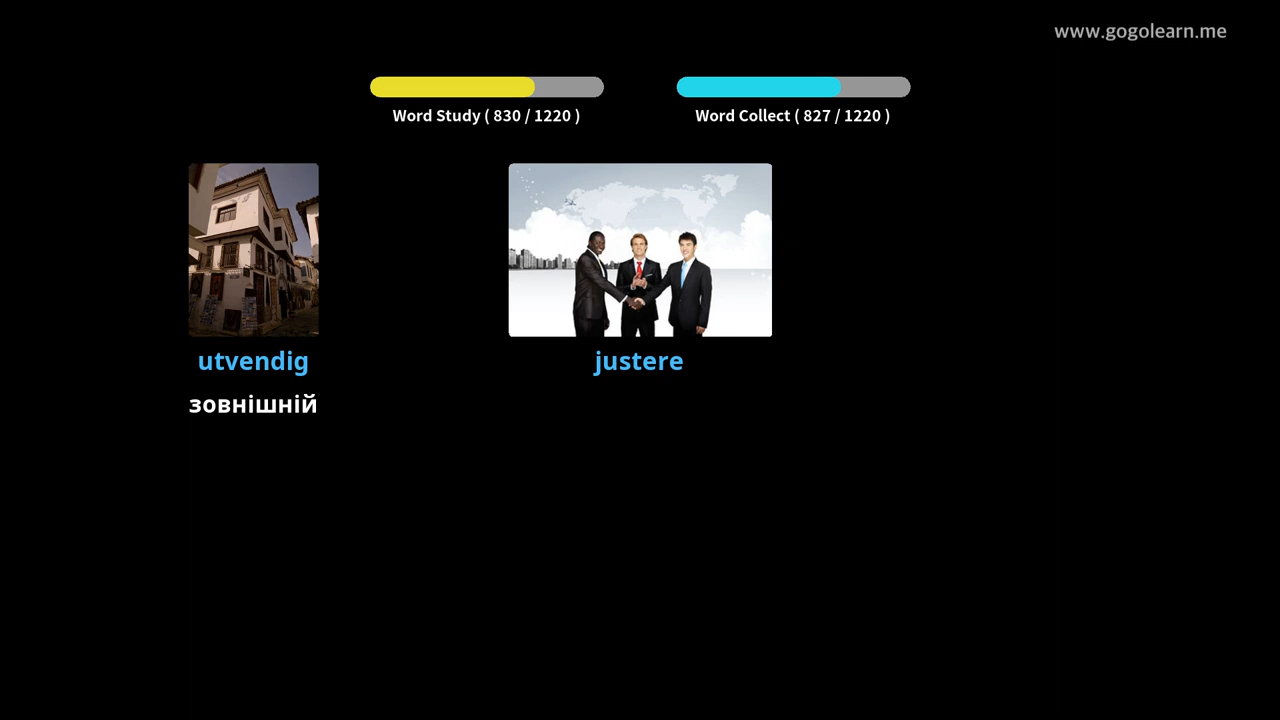 www.gogolearn.me
Word Study ( 830 / 1220 )
Word Collect ( 827 / 1220 )
utvendig
justere
зовнішній